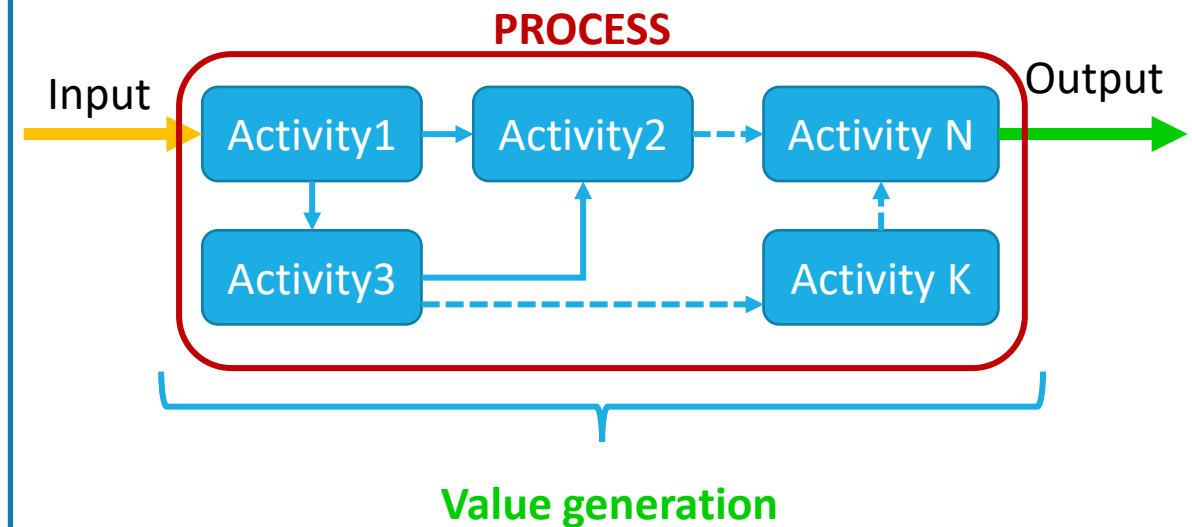 PROCESS
Input
Output
Activity1
Activity2
Activity N
Activity3
Activity K
Value generation